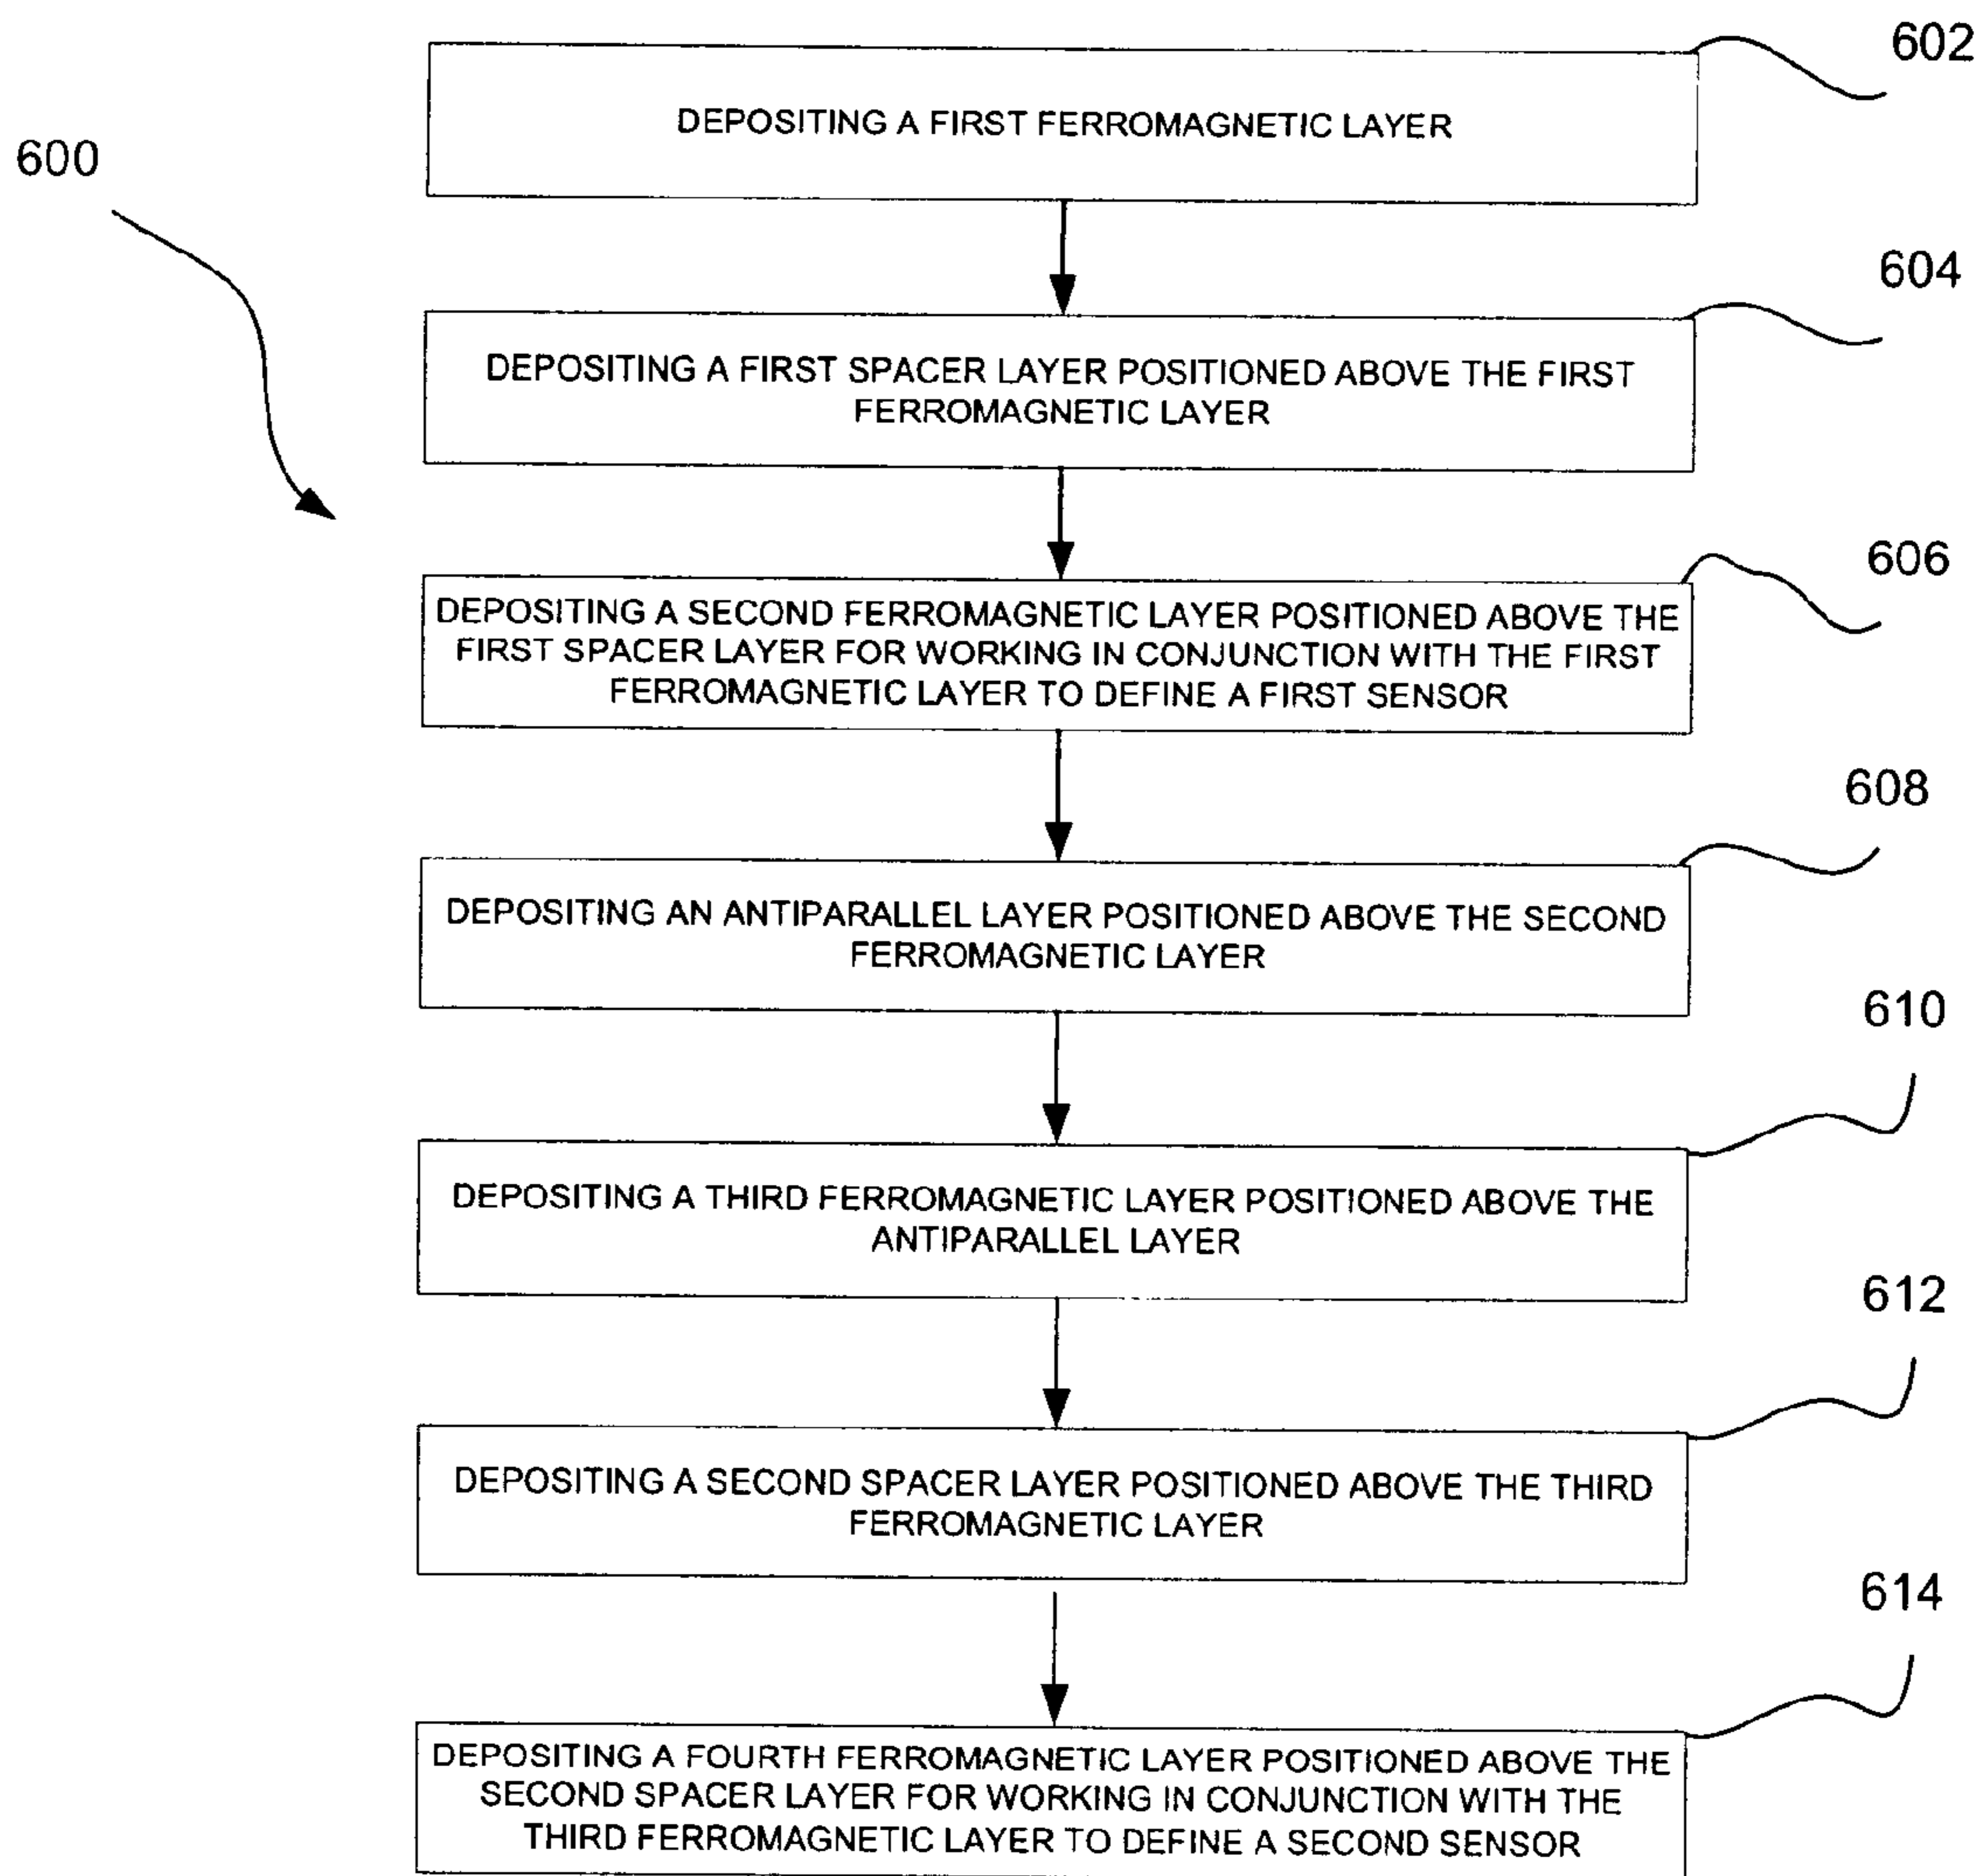 602
DEPOSITING A FIRST FERROMAGNETIC LAYER
600
604
DEPOSITING A FIRST SPACER LAYER POSITIONED ABOVE THE FIRST
FERROMAGNETIC LAYER
606
DEPOSITING A SECOND FERROMAGNETIC LAYER POSITIONED ABOVE THE
FIRST SPACER LAYER FOR WORKING IN CONJUNCTION WITH THE FIRST
FERROMAGNETIC LAYER TO DEFINE A FIRST SENSOR
608
DEPOSITING AN ANTIPARALLEL LAYER POSITIONED ABOVE THE SECOND
FERROMAGNETIC LAYER
610
DEPOSITING A THIRD FERROMAGNETIC LAYER POSITIONED ABOVE THE
ANTIPARALLEL LAYER
612
DEPOSITING A SECOND SPACER LAYER POSITIONED ABOVE THE THIRD
FERROMAGNETIC LAYER
614
DEPOSITING A FOURTH FERROMAGNETIC LAYER POSITIONED ABOVE THE
SECOND SPACER LAYER FOR WORKING IN CONJUNCTION WITH THE
THIRD FERROMAGNETIC LAYER TO DEFINE A SECOND SENSOR